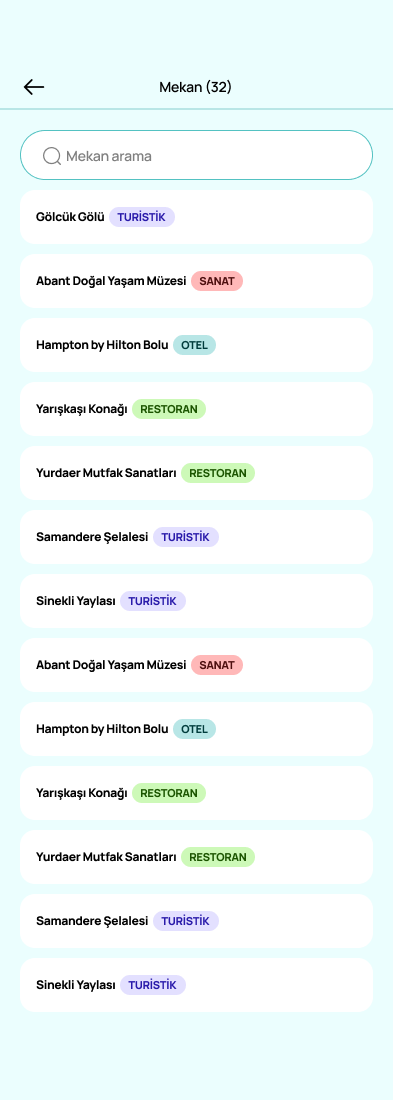 Mekan (32)
Mekan arama
Gölcük Gölü TURİSTİK
Abant Doğal Yaşam Müzesi SANAT
Hampton by Hilton Bolu OTEL
Yarışkaşı Konağı RESTORAN
Yurdaer Mutfak Sanatları RESTORAN
Samandere Şelalesi TURİSTİK
Sinekli Yaylası TURİSTİK
Abant Doğal Yaşam Müzesi SANAT
Hampton by Hilton Bolu OTEL
Yarışkaşı Konağı RESTORAN
Yurdaer Mutfak Sanatları RESTORAN
Samandere Şelalesi TURİSTİK
Sinekli Yaylası TURİSTİK